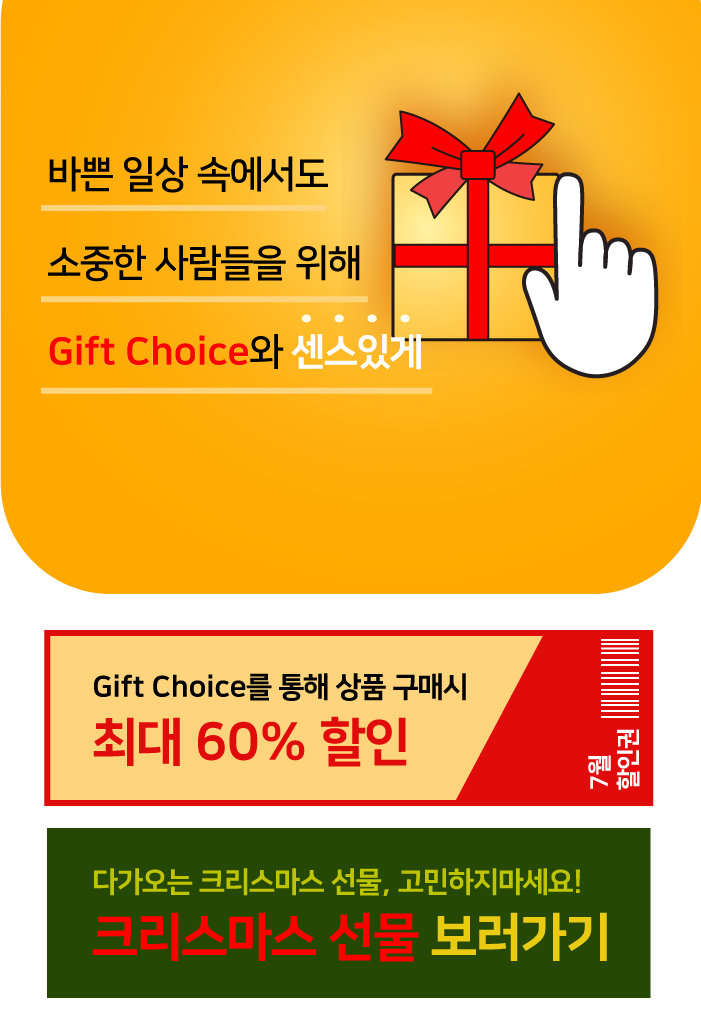 바쁜 일상 속에서도
소중한 사람들을 위해
Gift Choice와 센스있게
Gift Choice를 통해 상품 구매시
최대 60% 할인
7월
할인권
다가오는 크리스마스 선물, 고민하지마세요!
크리스마스 선물 보러가기